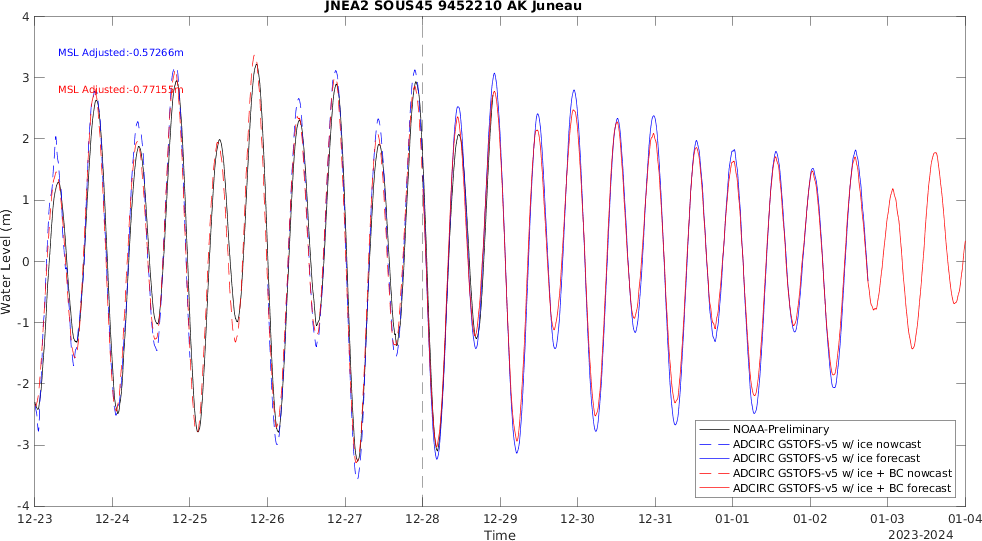 JNEA2 SOUS45 9452210 AK Juneau
MSL Adjusted:-0.57266m
MSL Adjusted:-0.77155m
4
3
2
1
0
-1
-2
-3
-4
Water Level (m)
NOAA-Preliminary
ADCIRC GSTOFS-v5 w/ ice nowcast
ADCIRC GSTOFS-v5 w/ ice forecast
ADCIRC GSTOFS-v5 w/ ice + BC nowcast
ADCIRC GSTOFS-v5 w/ ice + BC forecast
12-23 12-24 12-25 12-26 12-27 12-28 12-29 12-30 12-31 01-01 01-02 01-03 01-04
Time
2023-2024